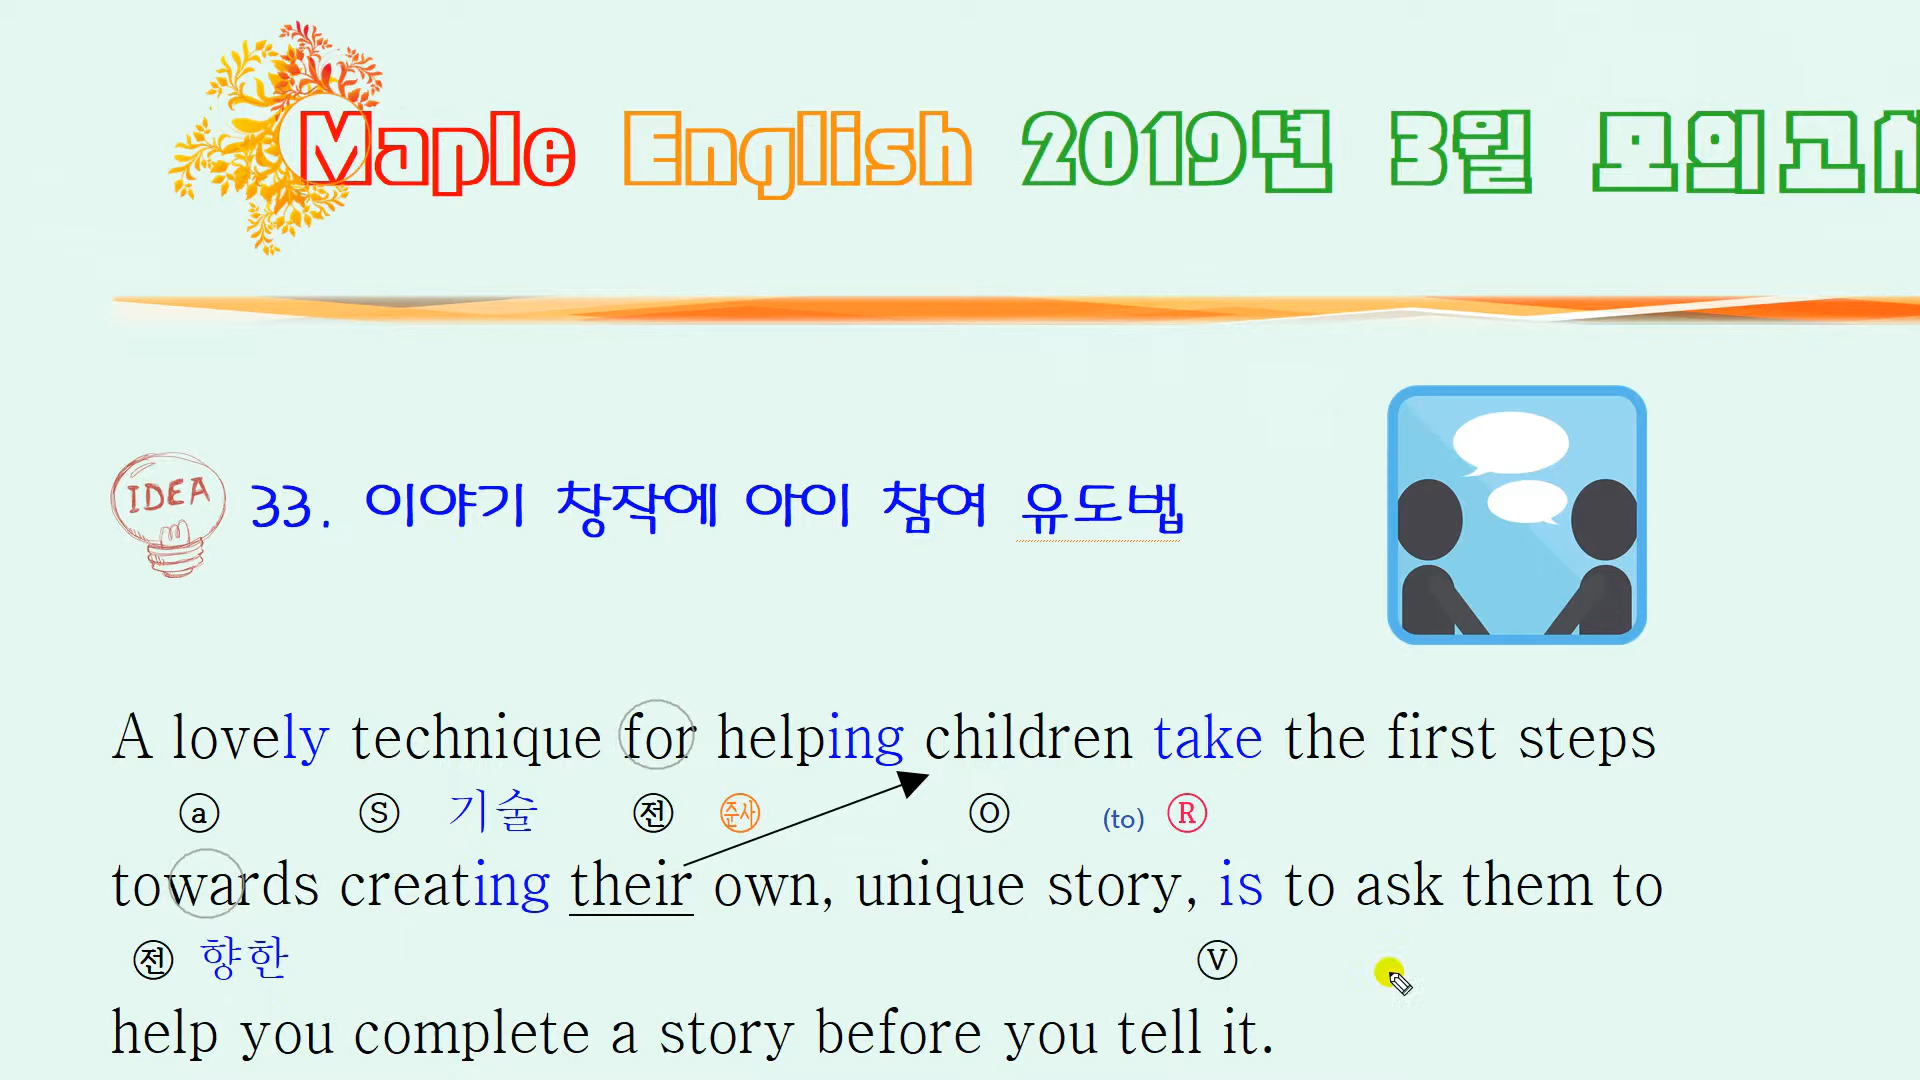 Maple English 2019년 3월 모의고사
IDEA 33. 이야기 창작에 아이 참여 유도법
A lovely technique for helping children take the first steps
ⓐ Ⓢ 기술 전 준사 Ⓞ (to) Ⓡ
towards creating their own, unique story, is to ask them to
전 향한 Ⓥ
help you complete a story before you tell it.